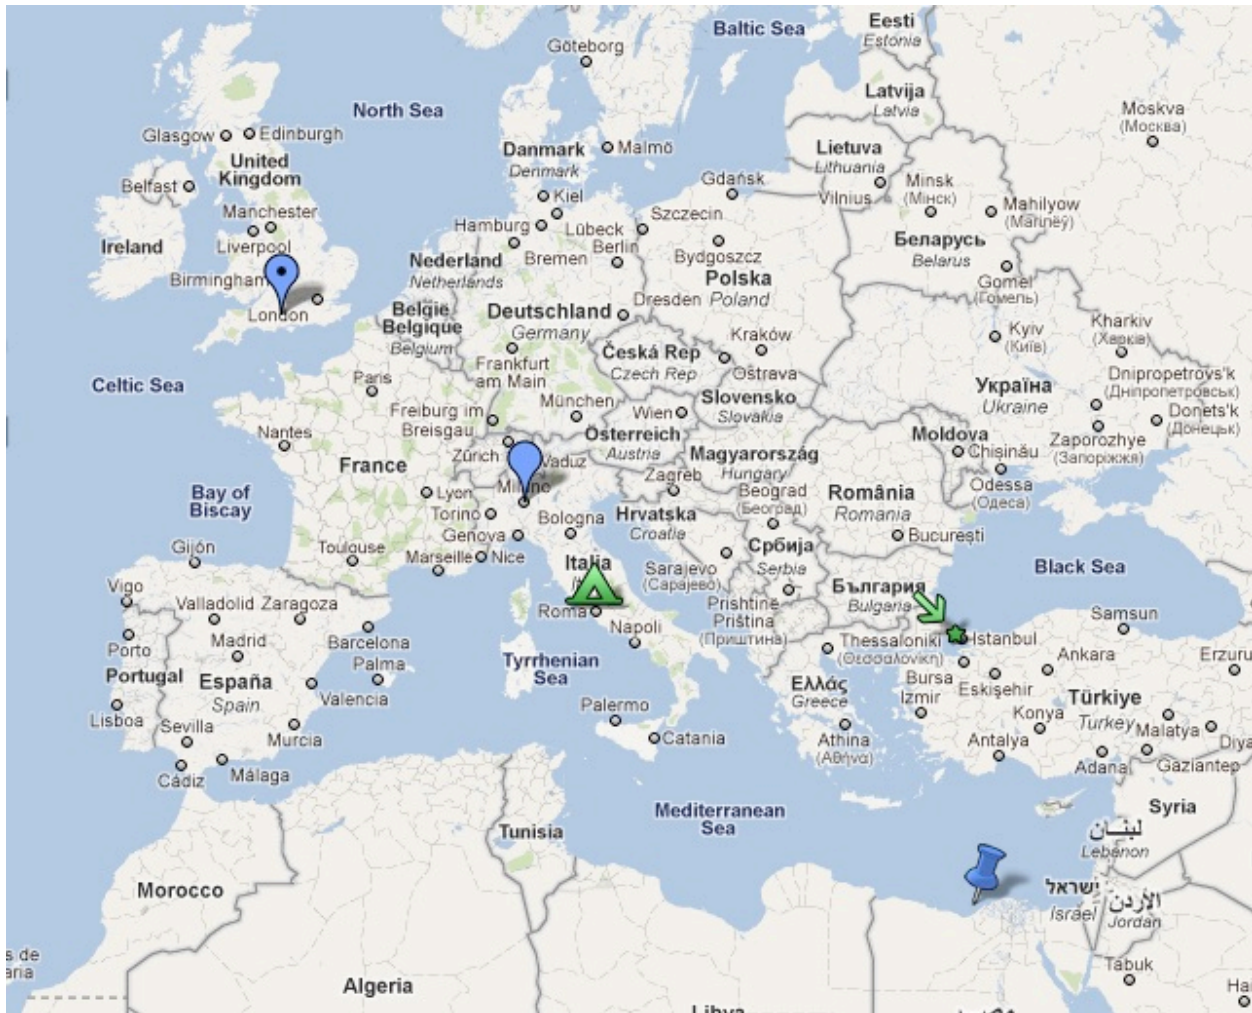 Baltic Sea
Eesti
Estonia
Göteborg
Latvija
Latvia
North Sea
Moskva
(Москва)
Glasgow
Edinburgh
Danmark
Denmark
Malmö
Lietuva
Lithuania
United
Kingdom
Belfast
Kiel
Gdańsk
Vilnius
Minsk
(Мінск)
Mahilyow
Manchester
Hamburg
Lübeck
Szczecin
Ireland
Liverpool
Bremen
Berlin
Bydgoszcz
Беларусь
Belarus
Nederland
Netherlands
Birmingham
Polska
Poland
Gomel
(Гомель)
London
België
Belgique
Belgium
Deutschland
Germany
Dresden
Kraków
Kyiv
(Київ)
Kharkiv
(Харків)
Celtic Sea
Paris
Frankfurt
am Main
Česká Rep
Czech Rep
Ostrava
Україна
Ukraine
Dnipropetrovs'k
(Дніпропетровськ)
Nantes
Freiburg im
Breisgau
München
Wien
Slovensko
Slovakia
Donets'k
(Донецьк)
Österreich
Austria
Moldova
Chişinău
Zaporozhye
(Запоріжжя)
France
Zürich
Vaduz
Magyarország
Hungary
Zagreb
Odessa
(Одеса)
Bay of
Biscay
Lyon
Milano
Torino
Bologna
Hrvatska
Croatia
Beograd
(Београд)
România
Romania
Gijón
Toulouse
Genova
Marseille
Nice
Italia
Sarajevo
(Сарајево)
Србија
Serbia
Bucureşti
Black Sea
Vigo
Valladolid
Zaragoza
Roma
Napoli
Prishtinë
Priština
(Приштина)
България
Bulgaria
Samsun
Porto
Madrid
Barcelona
Palma
Tyrrhenian
Sea
Thessaloniki
(Θεσσαλονίκη)
Istanbul
Ankara
Erzuru
Portugal
España
Spain
Valencia
Ελλάς
Greece
Bursa
Izmir
Eskişehir
Türkiye
Turkey
Lisboa
Sevilla
Murcia
Palermo
Catania
Athina
(Αθήνα)
Konya
Malatya
Antalya
Diya
Cádiz
Málaga
Adana
Gaziantep
Mediterranean
Sea
Tunisia
Syria
لبنان
Lebanon
Morocco
ישראל
Israel
الأردن
Jordan
s de
aria
Algeria
Libya
Tabuk
Ha